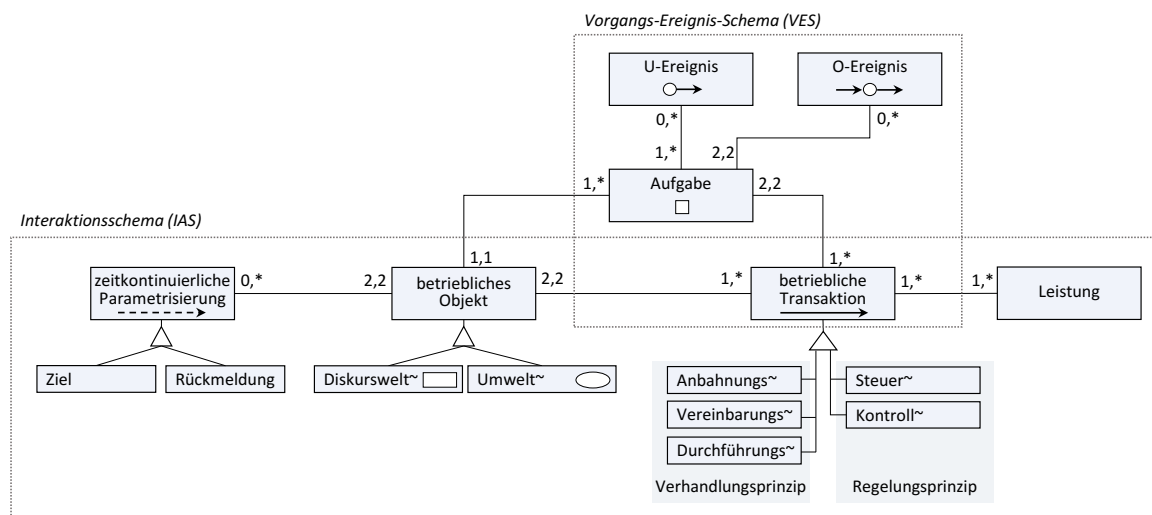 Vorgangs-Ereignis-Schema (VES)
U-Ereignis
O-Ereignis
0,*
0,*
1,*
2,2
1,*
Aufgabe
2,2
Interaktionsschema (IAS)
1,1
1,*
zeitkontinuierliche
Parametrisierung
0,*
2,2
betriebliches
Objekt
2,2
1,*
betriebliche
Transaktion
1,*
1,*
Leistung
Ziel
Rückmeldung
Diskurswelt~
Umwelt~
Anbahnungs~
Steuer~
Vereinbarungs~
Kontroll~
Durchführungs~
Verhandlungsprinzip
Regelungsprinzip